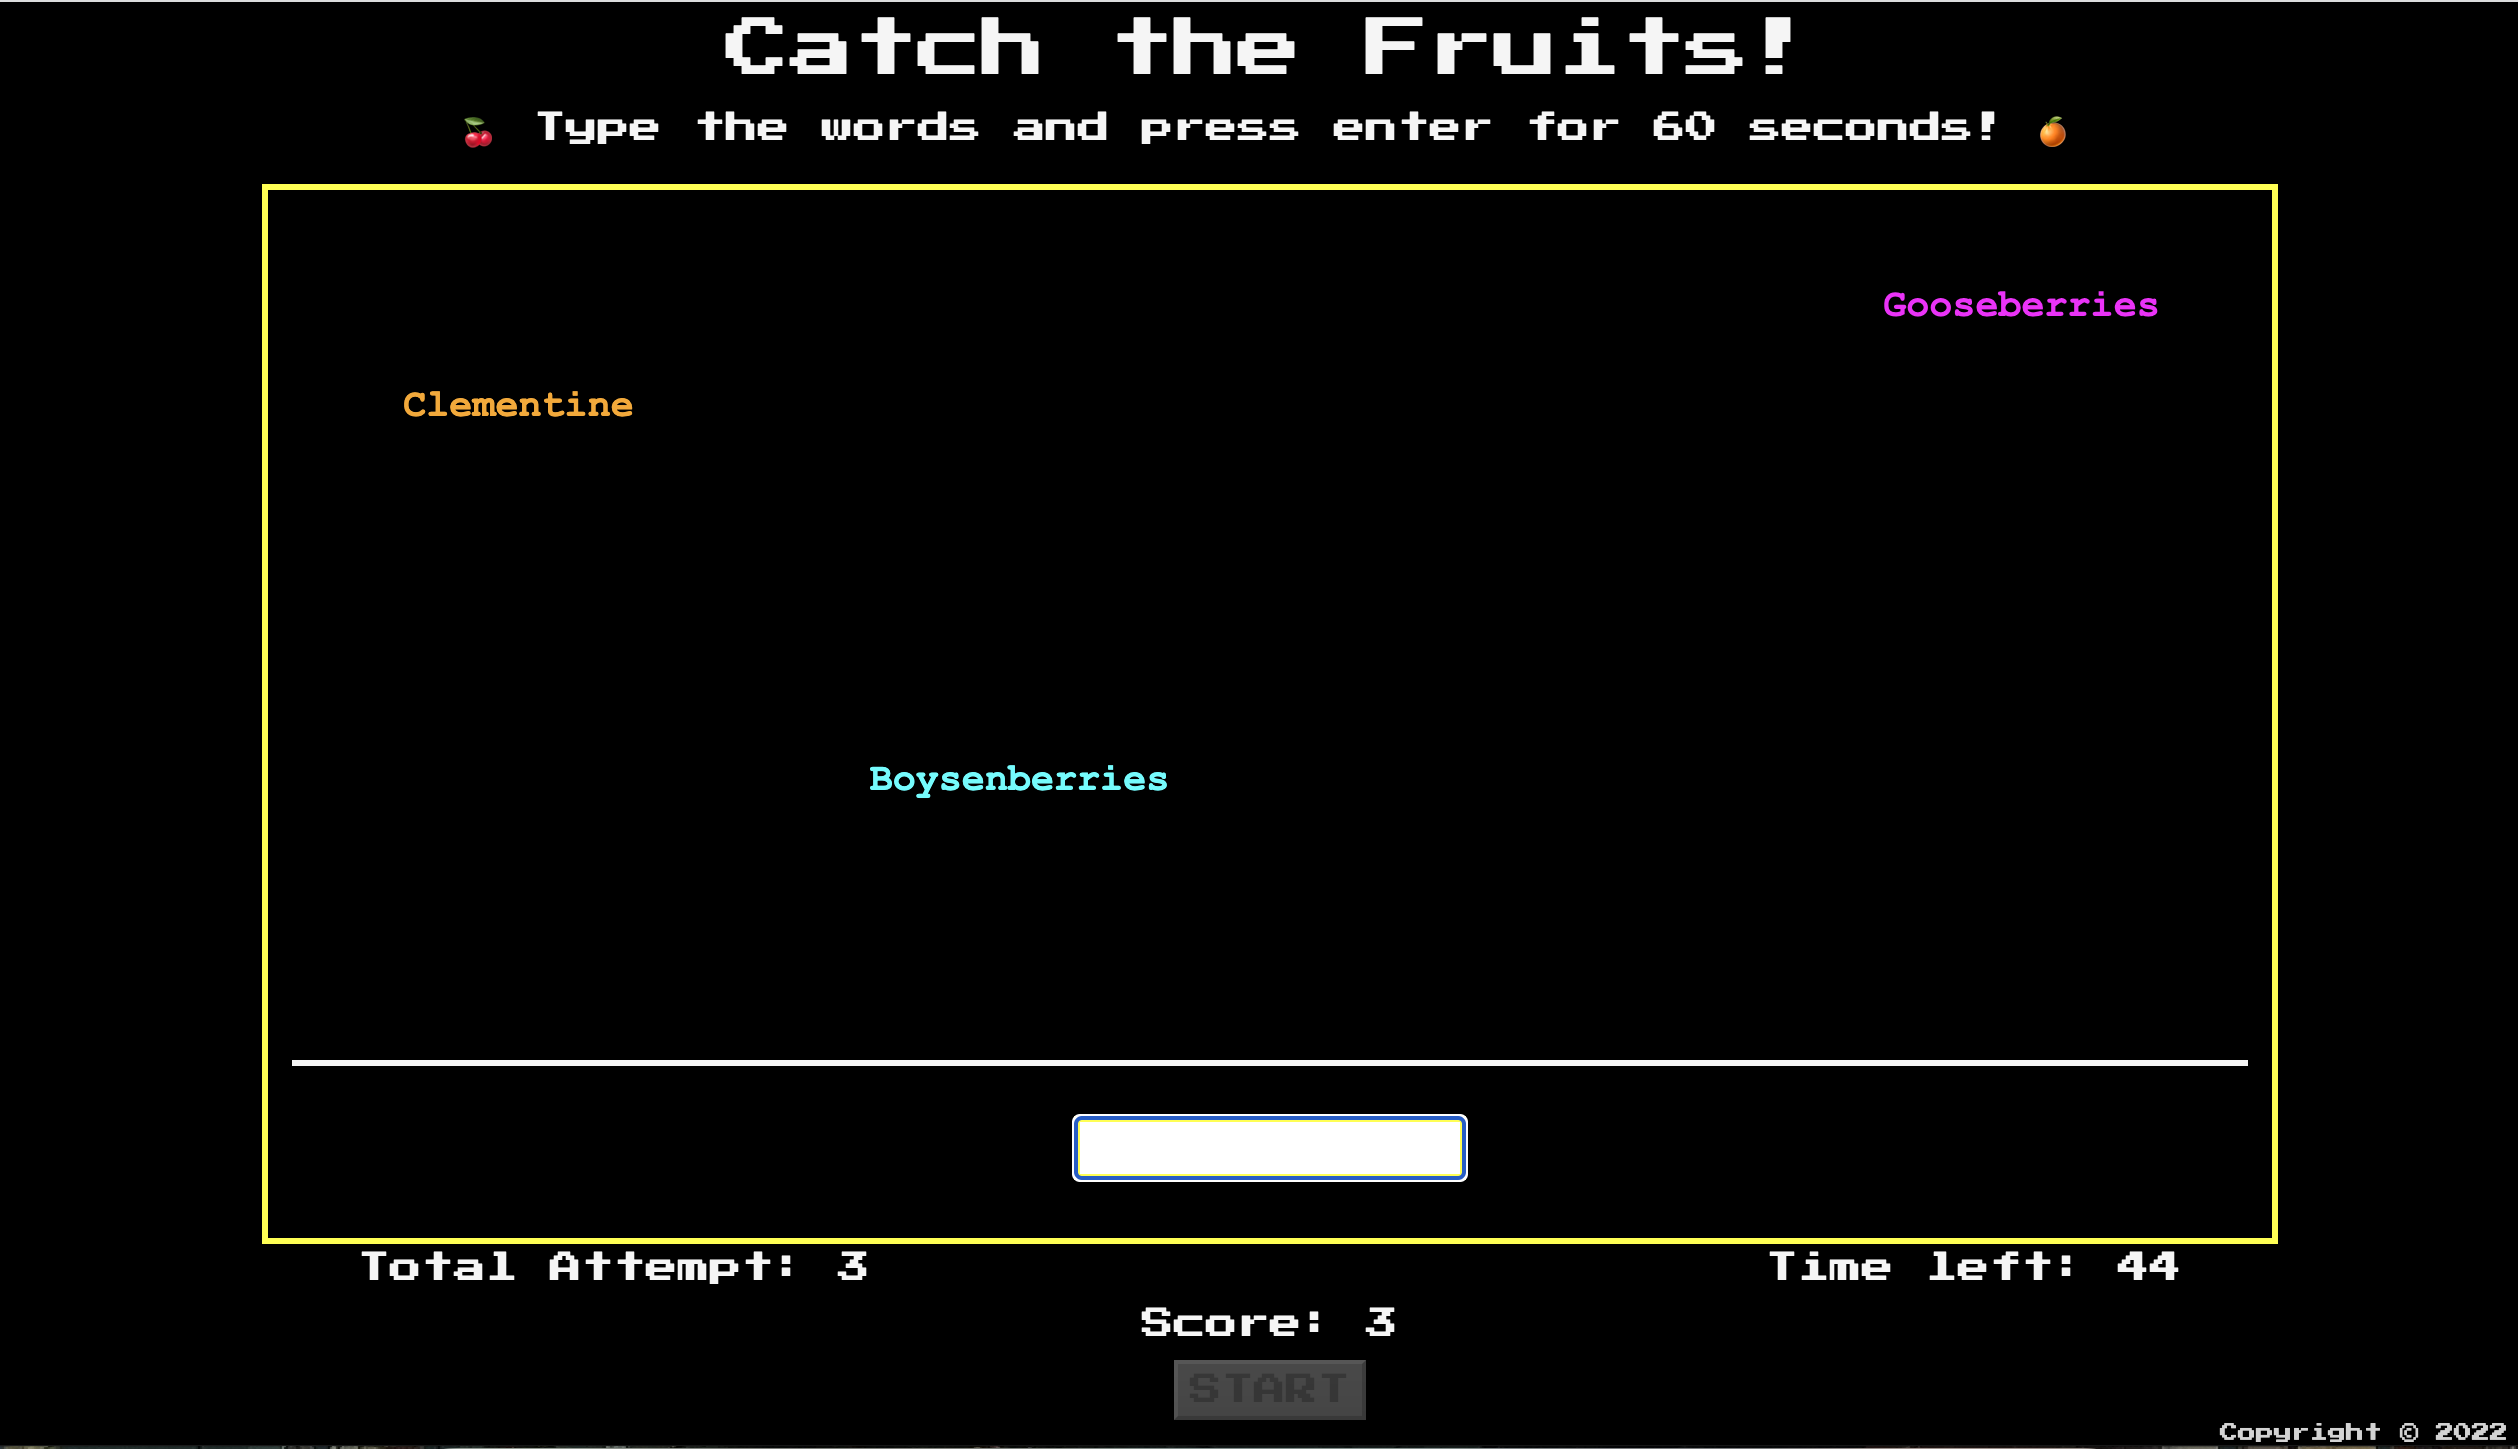 Catch the Fruits!
Type the words and press enter for 60 seconds!
Gooseberries
Clementine
Boysenberries
Total Attempt: 3
Time left: 44
Score: 3
START
Copyright © 2022